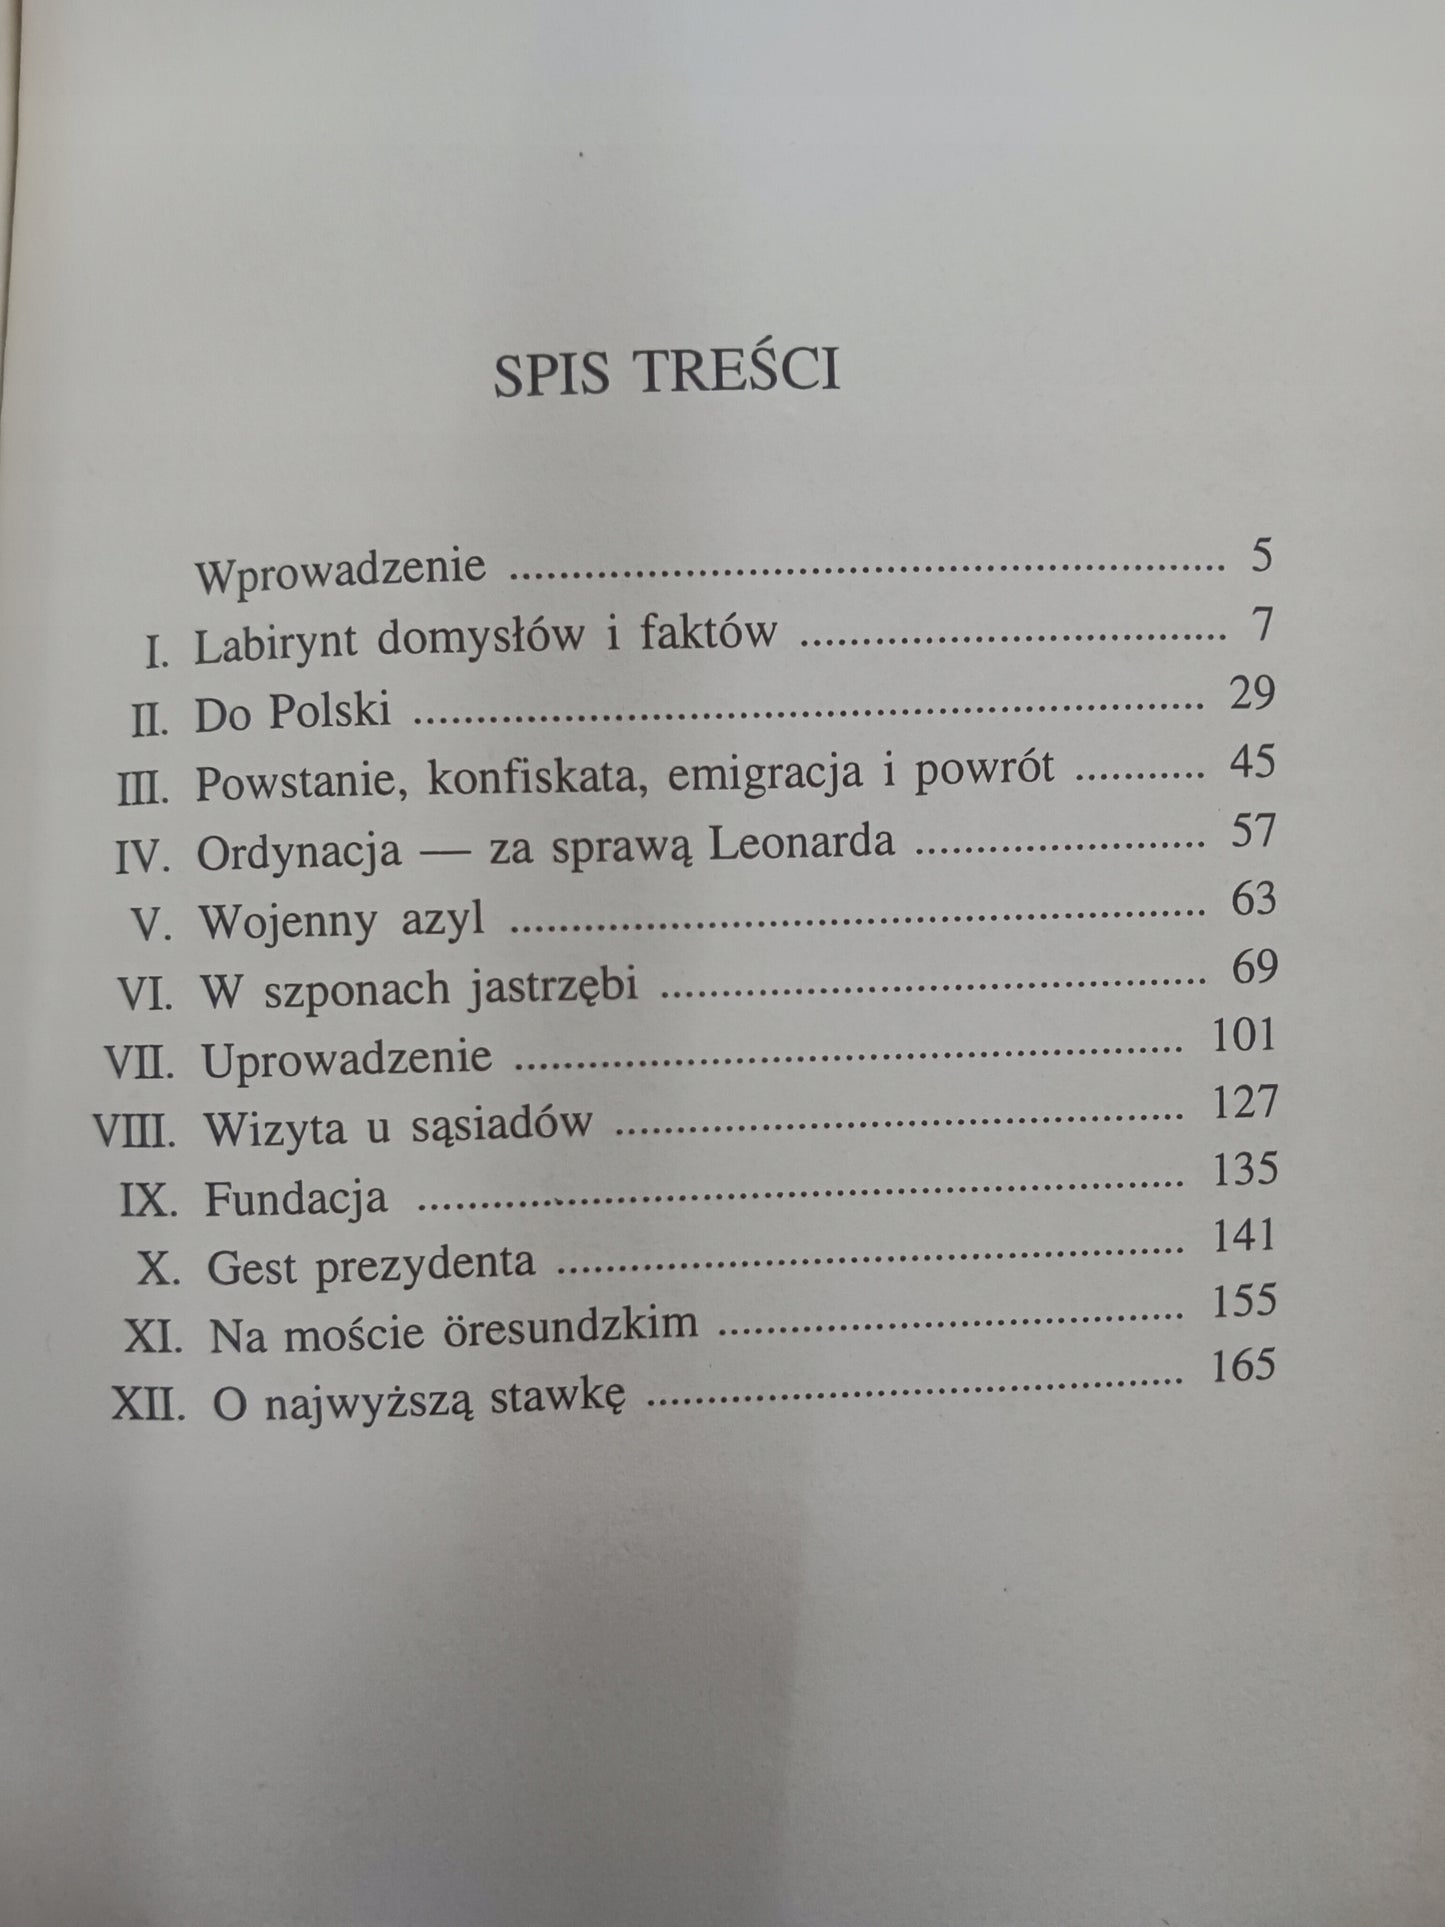 SPIS TREŚCI
Wprowadzenie ........................................................ 5
I. Labirynt domysłów i faktów ................................. 7
II. Do Polski .............................................................. 29
III. Powstanie, konfiskata, emigracja i powrót ........... 45
IV. Ordynacja — za sprawą Leonarda ....................... 57
V. Wojenny azyl ....................................................... 63
VI. W szponach jastrzębi ........................................... 69
VII. Uprowadzenie ..................................................... 101
VIII. Wizyta u sąsiadów ............................................. 127
IX. Fundacja ............................................................. 135
X. Gest prezydenta .................................................. 141
XI. Na moście öresundzkim ..................................... 155
XII. O najwyższą stawkę ........................................... 165